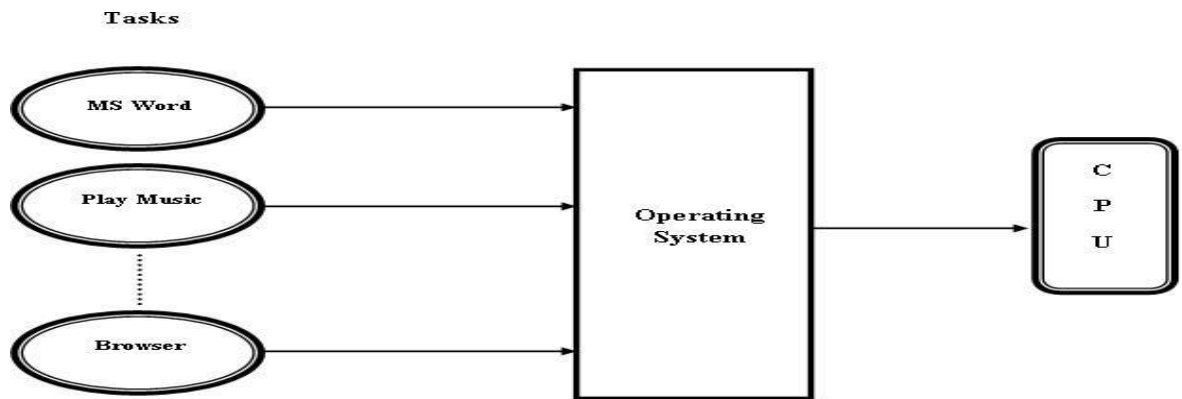 Tasks
MS Word
Play Music
Browser
Operating
System
C
P
U